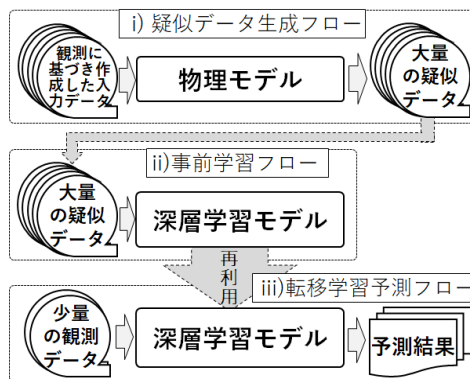 i) 疑似データ生成フロー
観測に
基づき作
成した入
力データ
物理モデル
大量
の疑似
データ
ii)事前学習フロー
大量
の疑似
データ
深層学習モデル
再
利
用
iii)転移学習予測フロー
少量
の観測
データ
深層学習モデル
予測結果